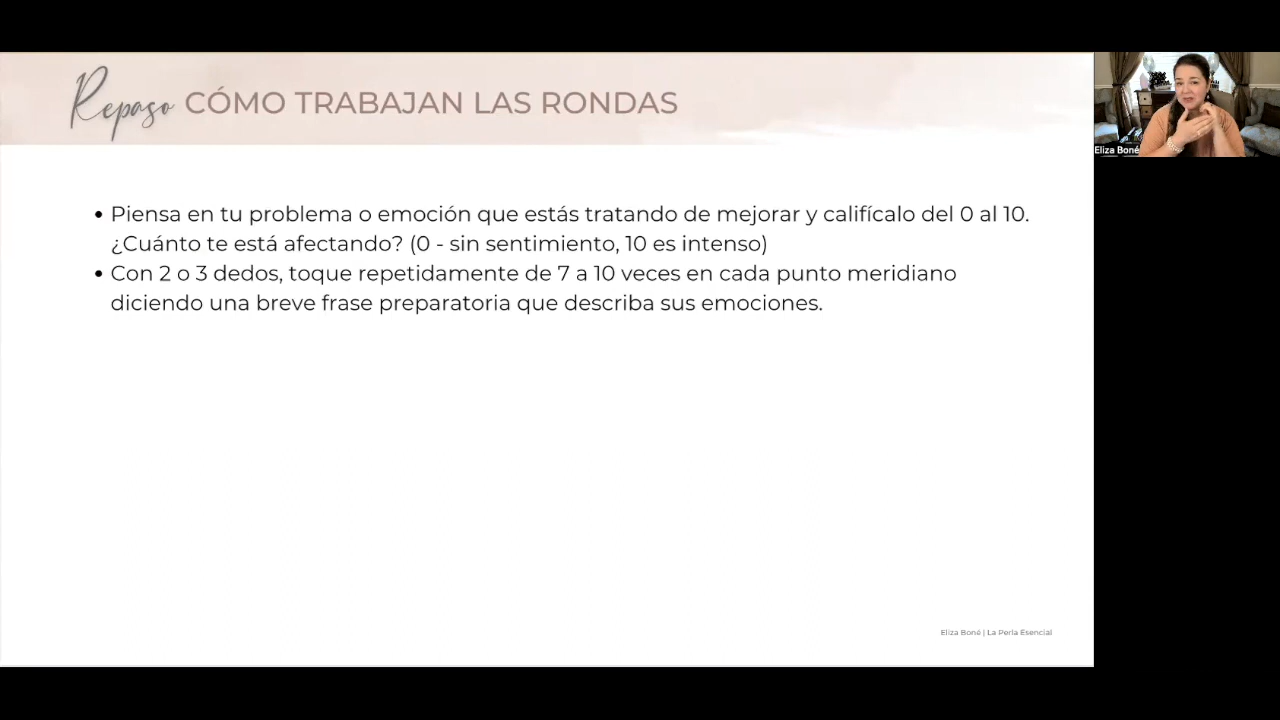 Repaso CÓMO TRABAJAN LAS RONDAS
Eliza Boné
• Piensa en tu problema o emoción que estás tratando de mejorar y califícalo del 0 al 10.
¿Cuánto te está afectando? (0 - sin sentimiento, 10 es intenso)
• Con 2 o 3 dedos, toque repetidamente de 7 a 10 veces en cada punto meridiano
diciendo una breve frase preparatoria que describa sus emociones.
Eliza Boné | La Perla Esencial